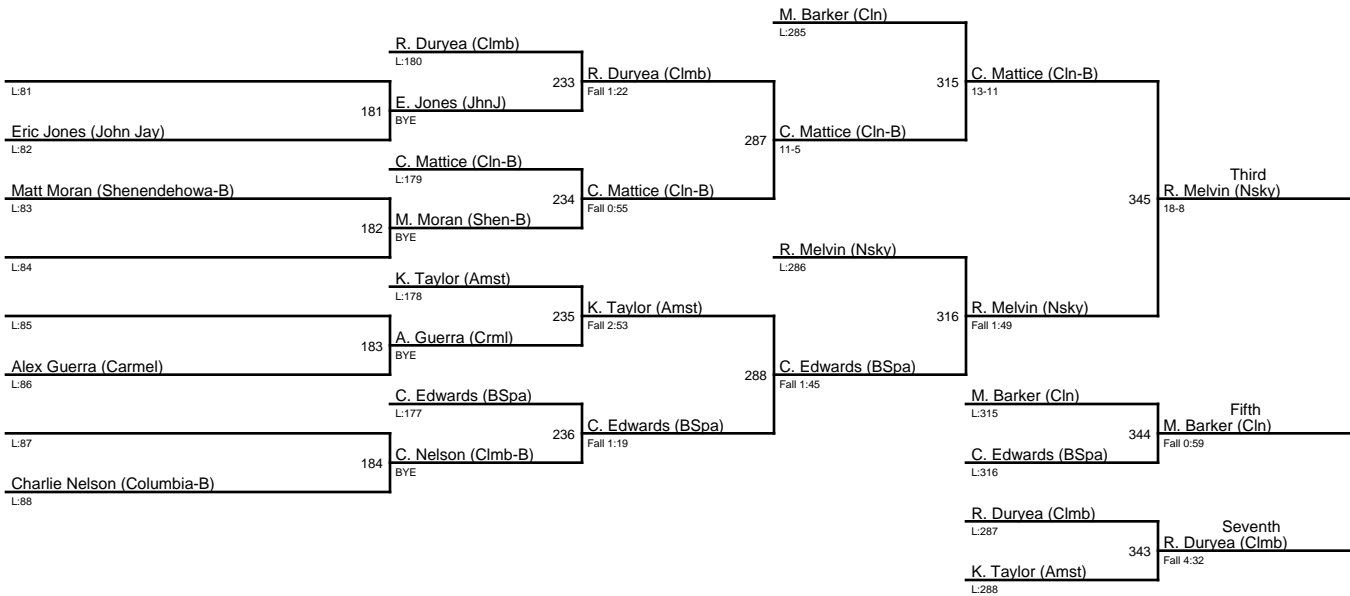 L:81
Eric Jones (John Jay)
L:82
Matt Moran (Shenendehowa-B)
L:83
L:84
L:85
Alex Guerra (Carmel)
L:86
L:87
Charlie Nelson (Columbia-B)
L:88
181
182
183
184
R. Duryea (Clmb)
L:180
E. Jones (JhnJ)
BYE
C. Mattice (Cln-B)
L:179
M. Moran (Shen-B)
BYE
K. Taylor (Amst)
L:178
A. Guerra (Crml)
BYE
C. Edwards (BSpa)
L:177
C. Nelson (Clmb-B)
BYE
233
234
235
236
R. Duryea (Clmb)
Fall 1:22
C. Mattice (Cln-B)
Fall 0:55
K. Taylor (Amst)
Fall 2:53
C. Edwards (BSpa)
Fall 1:19
287
288
M. Barker (Cln)
L:285
C. Mattice (Cln-B)
11-5
R. Melvin (Nsky)
L:286
C. Edwards (BSpa)
Fall 1:45
315
316
C. Mattice (Cln-B)
13-11
R. Melvin (Nsky)
Fall 1:49
345
Third
R. Melvin (Nsky)
18-8
M. Barker (Cln)
L:315
C. Edwards (BSpa)
L:316
344
Fifth
M. Barker (Cln)
Fall 0:59
R. Duryea (Clmb)
L:287
K. Taylor (Amst)
L:288
343
Seventh
R. Duryea (Clmb)
Fall 4:32